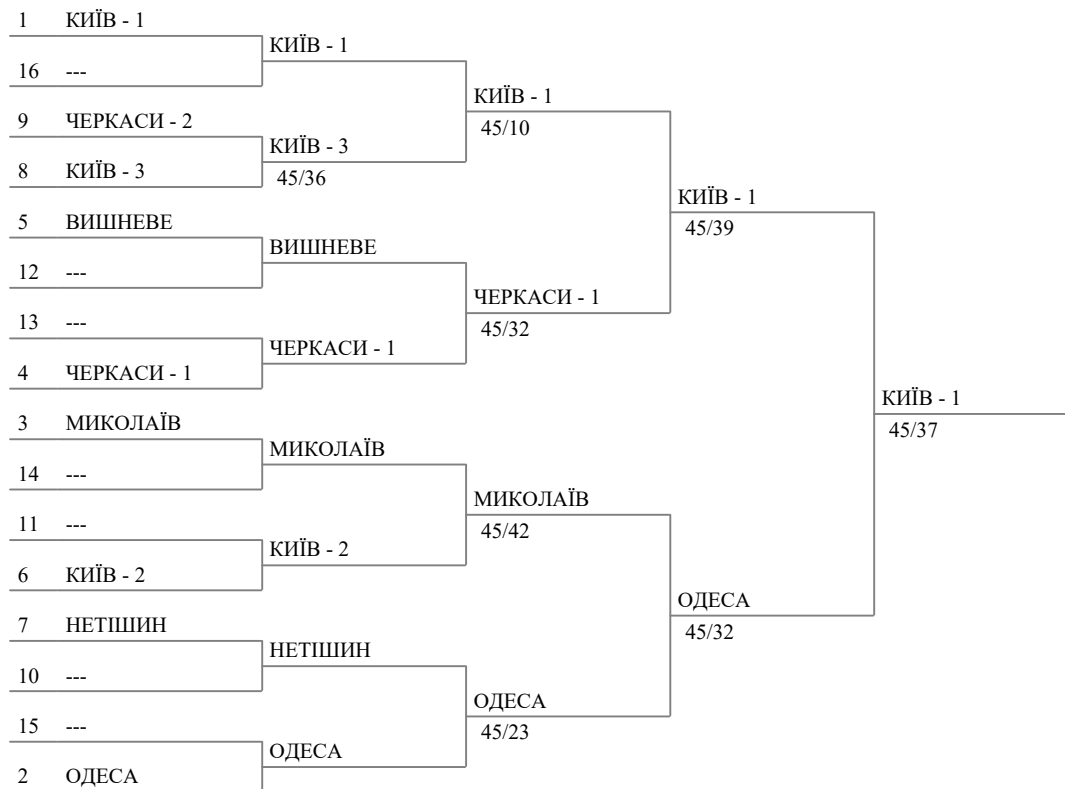 1 КИЇВ - 1
КИЇВ - 1
16 ---
КИЇВ - 1
45/10
9 ЧЕРКАСИ - 2
КИЇВ - 3
45/36
8 КИЇВ - 3
КИЇВ - 1
45/39
5 ВИШНЕВЕ
ВИШНЕВЕ
12 ---
ЧЕРКАСИ - 1
45/32
13 ---
ЧЕРКАСИ - 1
4 ЧЕРКАСИ - 1
КИЇВ - 1
45/37
3 МИКОЛАЇВ
МИКОЛАЇВ
14 ---
МИКОЛАЇВ
45/42
11 ---
КИЇВ - 2
6 КИЇВ - 2
ОДЕСА
45/32
7 НЕТІШИН
НЕТІШИН
10 ---
ОДЕСА
45/23
15 ---
ОДЕСА
2 ОДЕСА